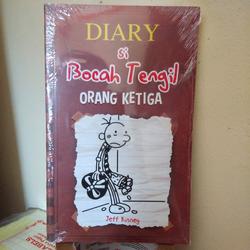 DIARY
Si
Bocah Tengil
ORANG KETIGA
Jeff Kinney